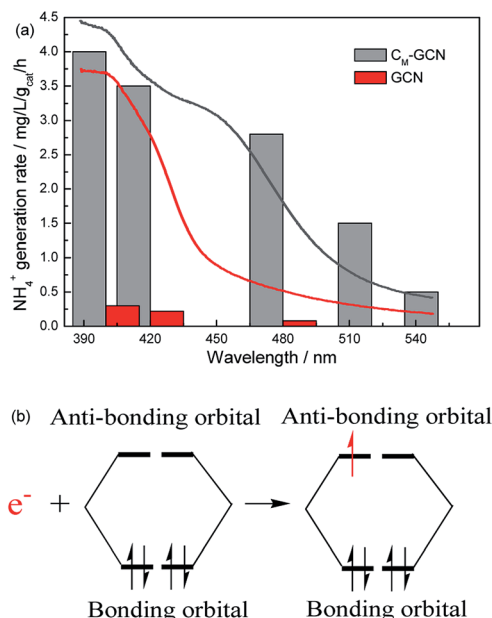 (a)
4.5
4.0
3.5
3.0
2.5
2.0
1.5
1.0
0.5
0.0
NH₄⁺ generation rate / mg/L/g_cat/h
C_M-GCN
GCN
390 420 450 480 510 540
Wavelength / nm
(b)
Anti-bonding orbital
Anti-bonding orbital
e⁻ +
Bonding orbital
Bonding orbital